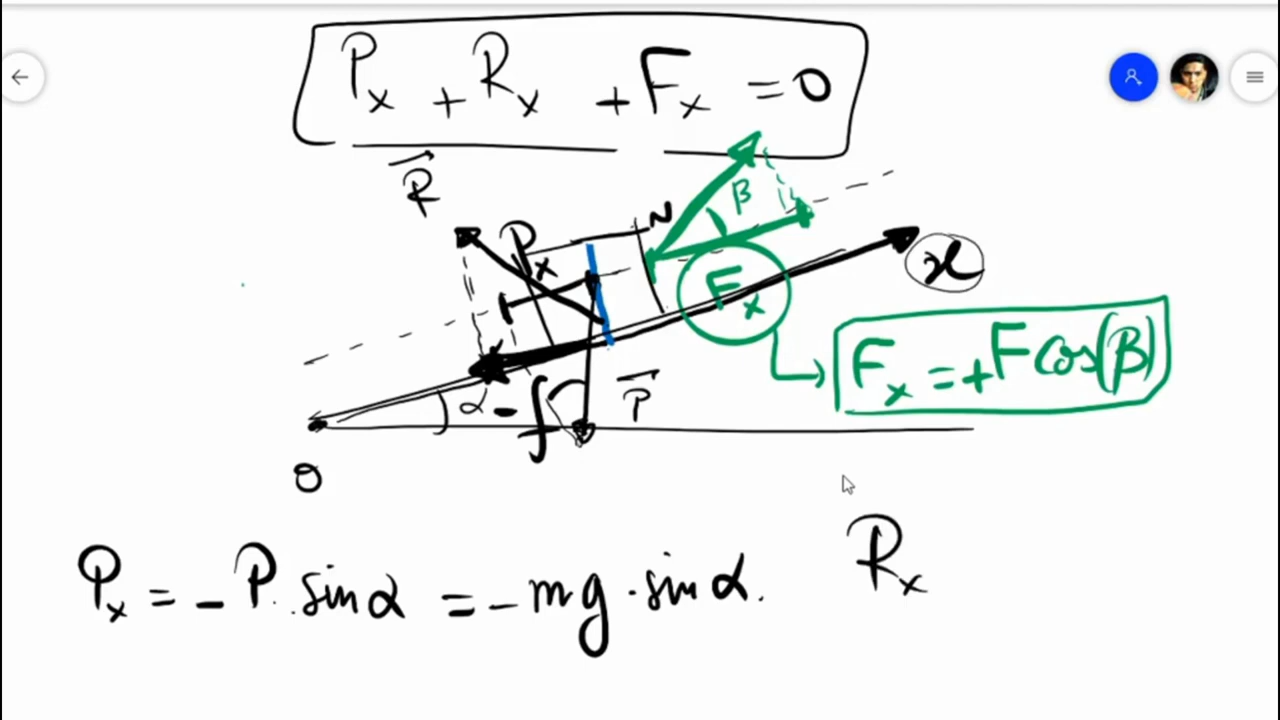 Px + Rx + Fx = 0
R
β
Px
N
x
Fx
Fx = +F cos(β)
α
-f
P
O
Px = -P . sin α = - mg . sin α .
Rx